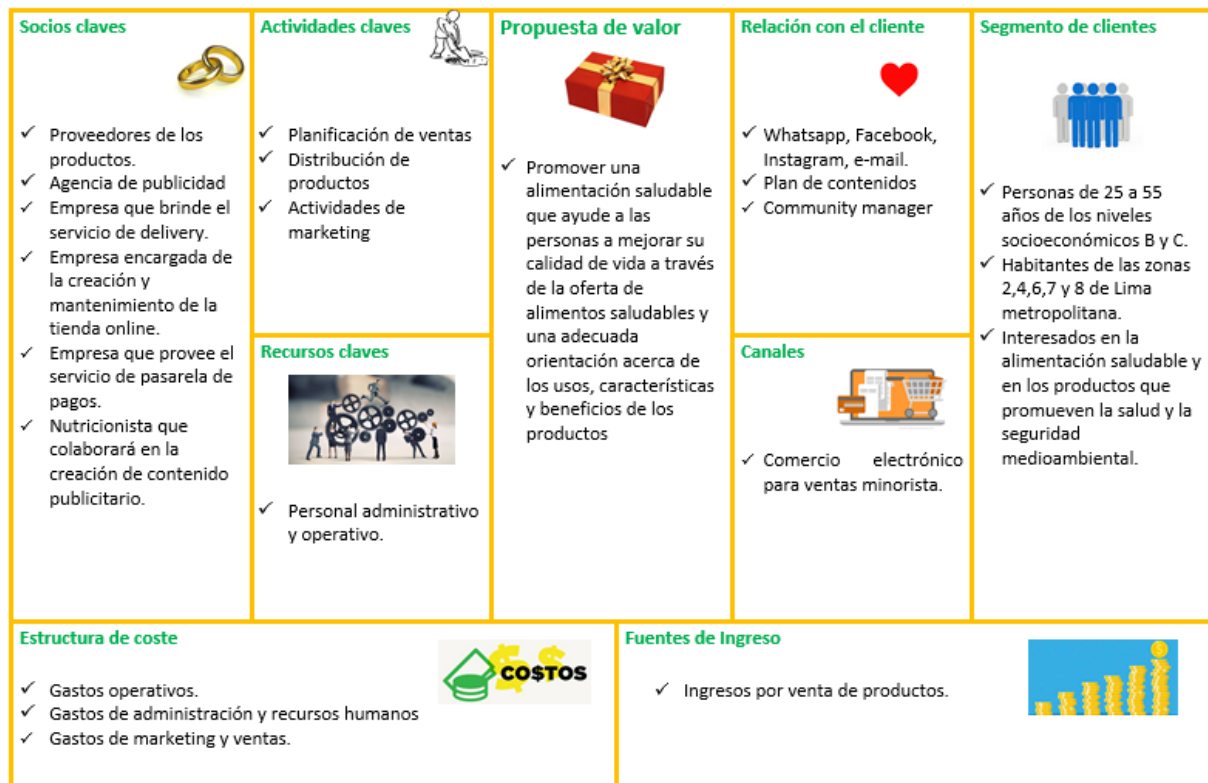 Socios claves
✓ Proveedores de los
productos.
✓ Agencia de publicidad
✓ Empresa que brinde el
servicio de delivery.
✓ Empresa encargada de
la creación y
mantenimiento de la
tienda online.
✓ Empresa que provee el
servicio de pasarela de
pagos.
✓ Nutricionista que
colaborará en la
creación de contenido
publicitario.
Actividades claves
✓ Planificación de ventas
✓ Distribución de
productos
✓ Actividades de
marketing
Recursos claves
✓ Personal administrativo
y operativo.
Propuesta de valor
✓ Promover una
alimentación saludable
que ayude a las
personas a mejorar su
calidad de vida a través
de la oferta de
alimentos saludables y
una adecuada
orientación acerca de
los usos, características
y beneficios de los
productos
Relación con el cliente
✓ Whatsapp, Facebook,
Instagram, e-mail.
✓ Plan de contenidos
✓ Community manager
Canales
✓ Comercio electrónico
para ventas minorista.
Segmento de clientes
✓ Personas de 25 a 55
años de los niveles
socioeconómicos B y C.
✓ Habitantes de las zonas
2,4,6,7 y 8 de Lima
metropolitana.
✓ Interesados en la
alimentación saludable y
en los productos que
promueven la salud y la
seguridad
medioambiental.
Estructura de coste
CO$TOS
✓ Gastos operativos.
✓ Gastos de administración y recursos humanos
✓ Gastos de marketing y ventas.
Fuentes de Ingreso
✓ Ingresos por venta de productos.